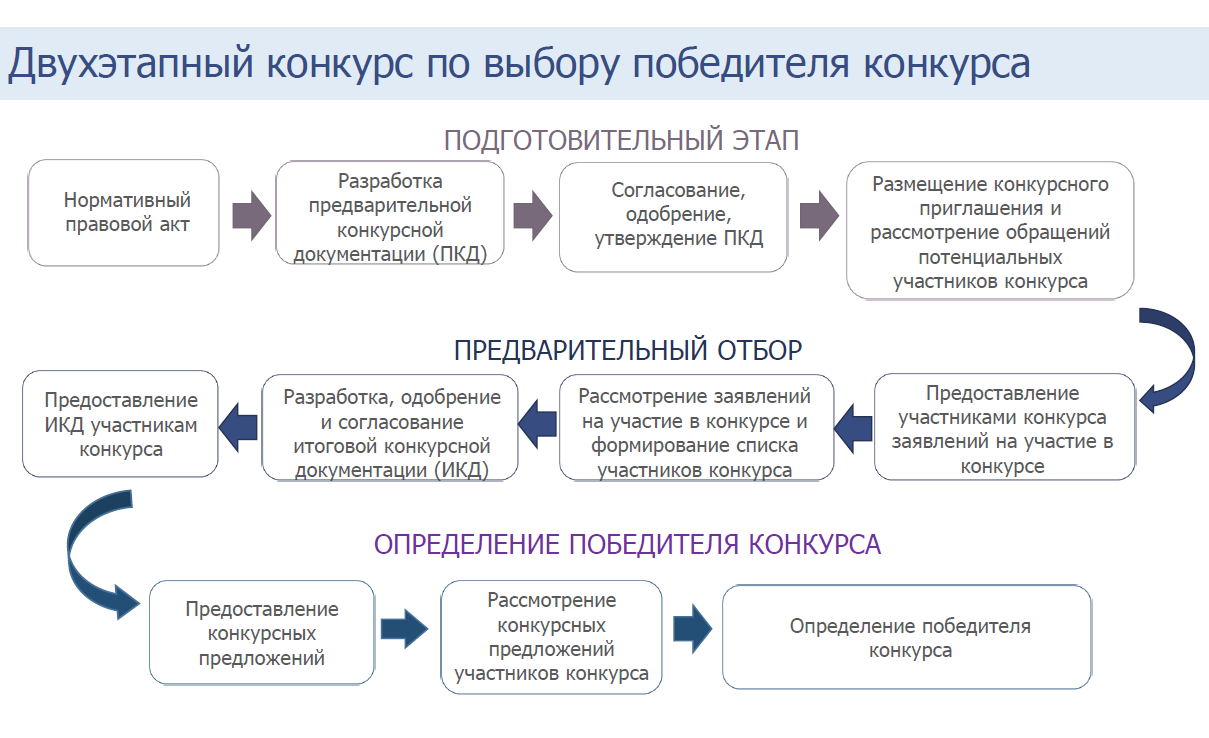 Двухэтапный конкурс по выбору победителя конкурса
ПОДГОТОВИТЕЛЬНЫЙ ЭТАП
Нормативный
правовой акт
Разработка
предварительной
конкурсной
документации (ПКД)
Согласование,
одобрение,
утверждение ПКД
Размещение конкурсного
приглашения и
рассмотрение обращений
потенциальных
участников конкурса
ПРЕДВАРИТЕЛЬНЫЙ ОТБОР
Предоставление
участниками конкурса
заявлений на участие в
конкурсе
Рассмотрение заявлений
на участие в конкурсе и
формирование списка
участников конкурса
Разработка, одобрение
и согласование
итоговой конкурсной
документации (ИКД)
Предоставление
ИКД участникам
конкурса
ОПРЕДЕЛЕНИЕ ПОБЕДИТЕЛЯ КОНКУРСА
Предоставление
конкурсных
предложений
Рассмотрение
конкурсных
предложений
участников конкурса
Определение победителя
конкурса